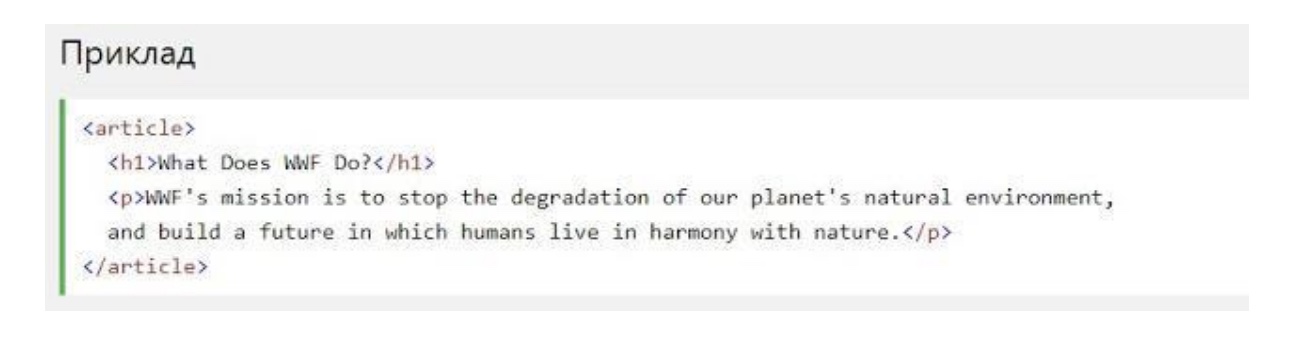 Приклад
<article>
<h1>What Does WWF Do?</h1>
<p>WWF's mission is to stop the degradation of our planet's natural environment,
and build a future in which humans live in harmony with nature.</p>
</article>